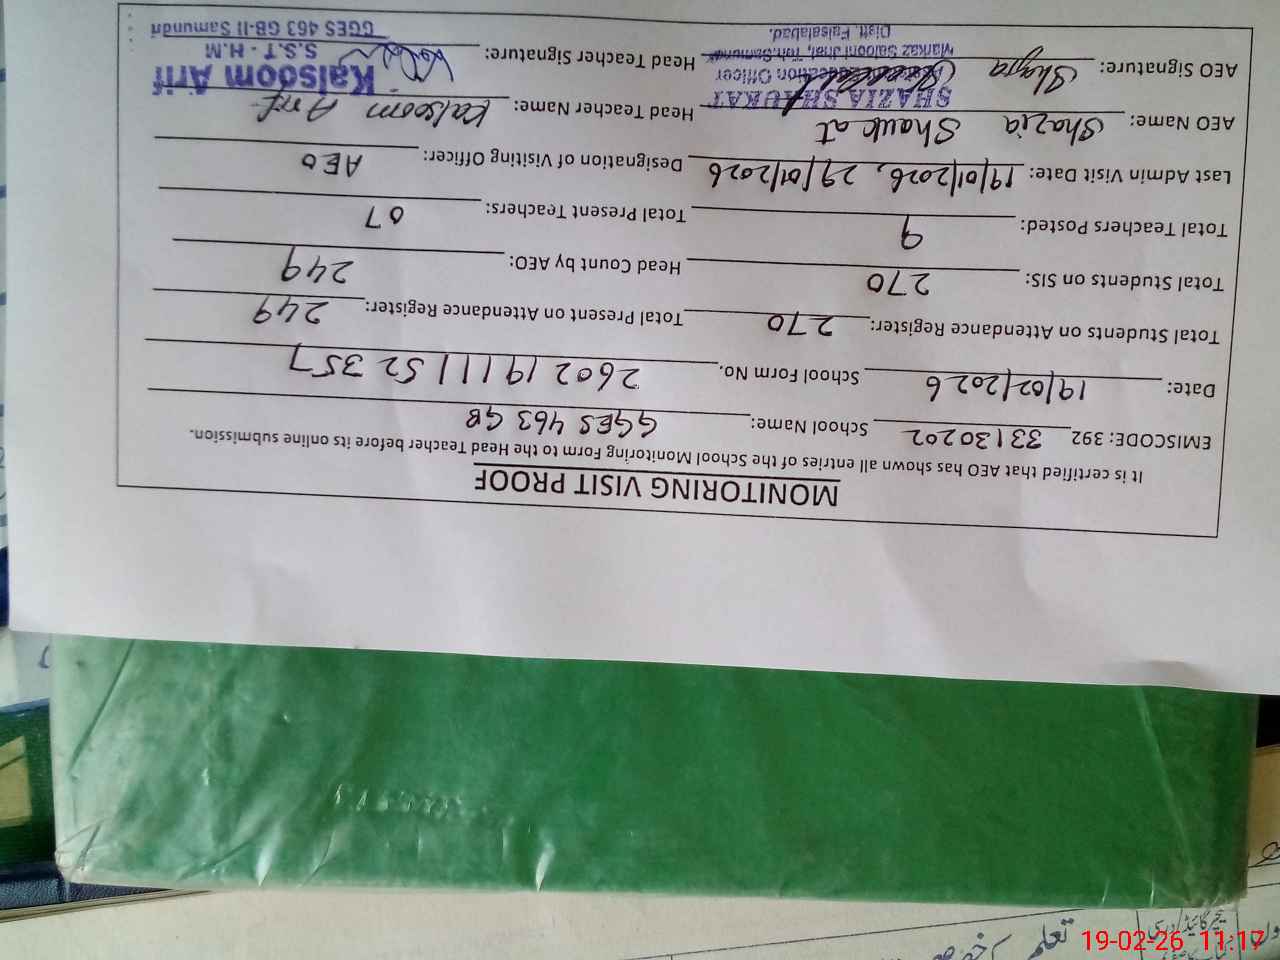 MONITORING VISIT PROOF
It is certified that AEO has shown all entries of the School Monitoring Form to the Head Teacher before its online submission.
EMISCODE: 392 33130202 School Name: GGES 463 GB
Date: 19/02/2026 School Form No. 260219111152357
Total Students on Attendance Register: 270 Total Present on Attendance Register: 249
Total Students on SIS: 270 Head Count by AEO: 249
Total Teachers Posted: 9 Total Present Teachers: 07
Last Admin Visit Date: 19/01/2026, 29/01/2026 Designation of Visiting Officer: AEO
AEO Name: Shazia Shaukat Head Teacher Name: Kalsoom Arif
SHAZIA SHAUKAT Kalsoom Arif
Education Officer S.S.T - H.M
AEO Signature: Shazia Head Teacher Signature:
Markaz Saloni Jhal, Teh. Samundri GGES 463 GB-II Samundri
Distt. Faisalabad.
تعلم
19-02-26 11:17